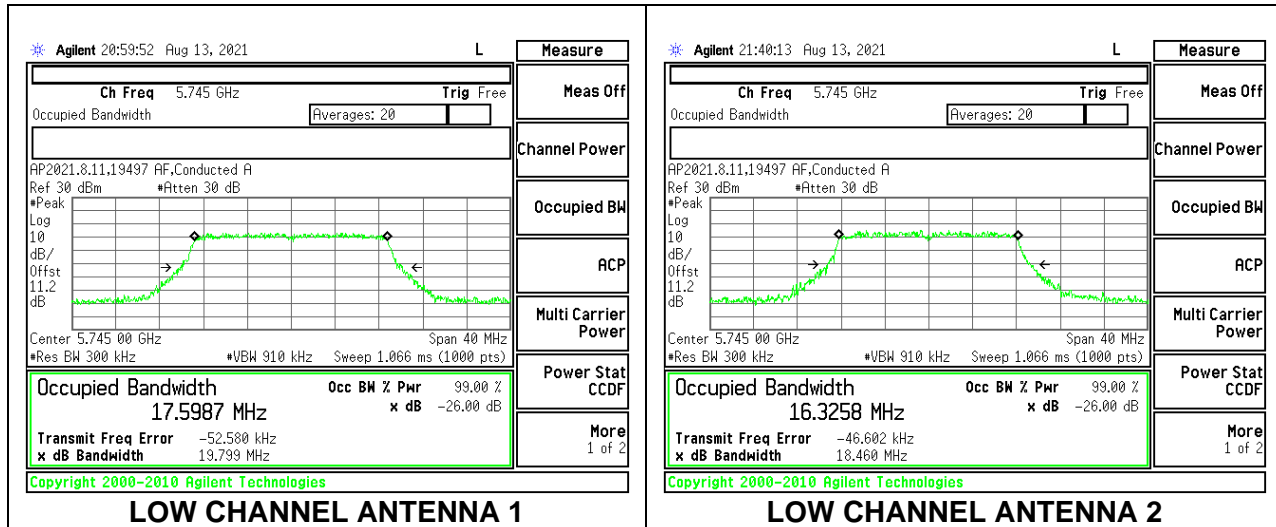 Agilent 20:59:52 Aug 13, 2021 L
Measure
Ch Freq 5.745 GHz Trig Free
Occupied Bandwidth Averages: 20
AP2021.8.11,19497 AF,Conducted A
Ref 30 dBm #Atten 30 dB
#Peak
Log
10
dB/
Offst
11.2
dB
Center 5.745 00 GHz Span 40 MHz
#Res BW 300 kHz #VBW 910 kHz Sweep 1.066 ms (1000 pts)
Occupied Bandwidth Occ BW % Pwr 99.00 %
17.5987 MHz x dB -26.00 dB
Transmit Freq Error -52.580 kHz
x dB Bandwidth 19.799 MHz
Copyright 2000-2010 Agilent Technologies
Meas Off
Channel Power
Occupied BW
ACP
Multi Carrier
Power
Power Stat
CCDF
More
1 of 2
LOW CHANNEL ANTENNA 1
Agilent 21:40:13 Aug 13, 2021 L
Measure
Ch Freq 5.745 GHz Trig Free
Occupied Bandwidth Averages: 20
AP2021.8.11,19497 AF,Conducted A
Ref 30 dBm #Atten 30 dB
#Peak
Log
10
dB/
Offst
11.2
dB
Center 5.745 00 GHz Span 40 MHz
#Res BW 300 kHz #VBW 910 kHz Sweep 1.066 ms (1000 pts)
Occupied Bandwidth Occ BW % Pwr 99.00 %
16.3258 MHz x dB -26.00 dB
Transmit Freq Error -46.602 kHz
x dB Bandwidth 18.460 MHz
Copyright 2000-2010 Agilent Technologies
Meas Off
Channel Power
Occupied BW
ACP
Multi Carrier
Power
Power Stat
CCDF
More
1 of 2
LOW CHANNEL ANTENNA 2